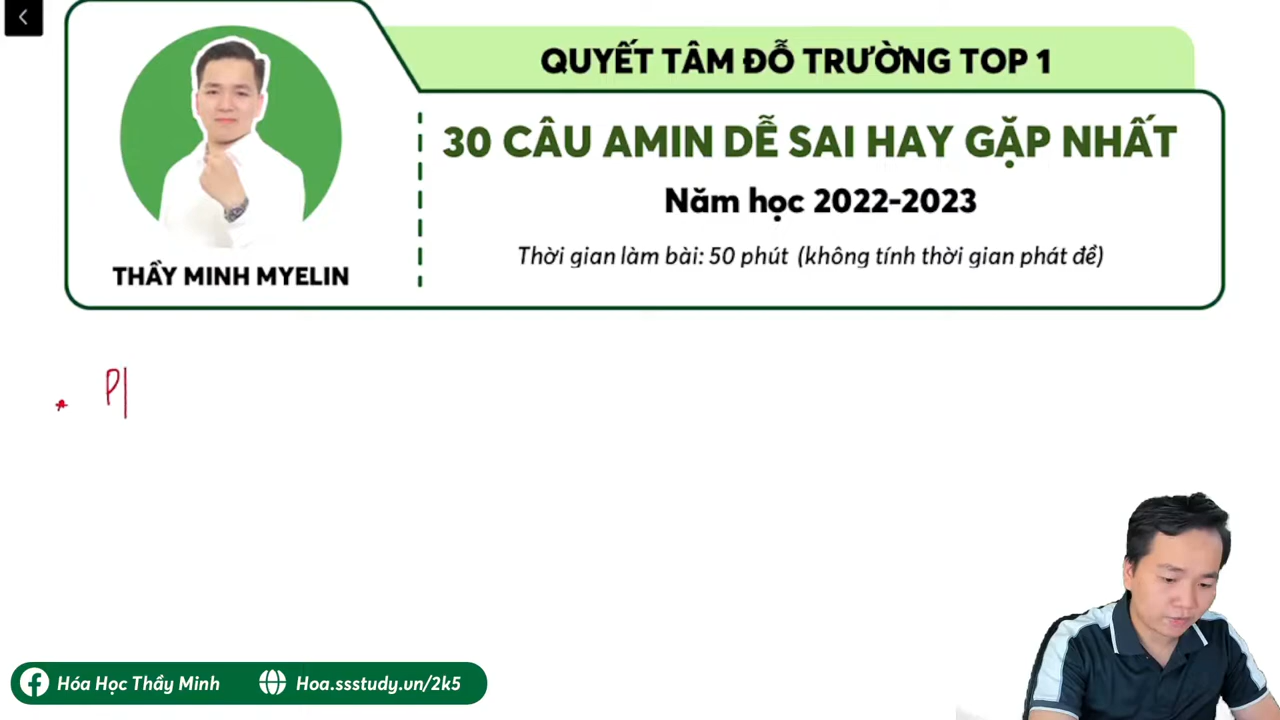 QUYẾT TÂM ĐỖ TRƯỜNG TOP 1
30 CÂU AMIN DỄ SAI HAY GẶP NHẤT
Năm học 2022-2023
Thời gian làm bài: 50 phút (không tính thời gian phát đề)
THẦY MINH MYELIN
Hóa Học Thầy Minh
Hoa.ssstudy.vn/2k5